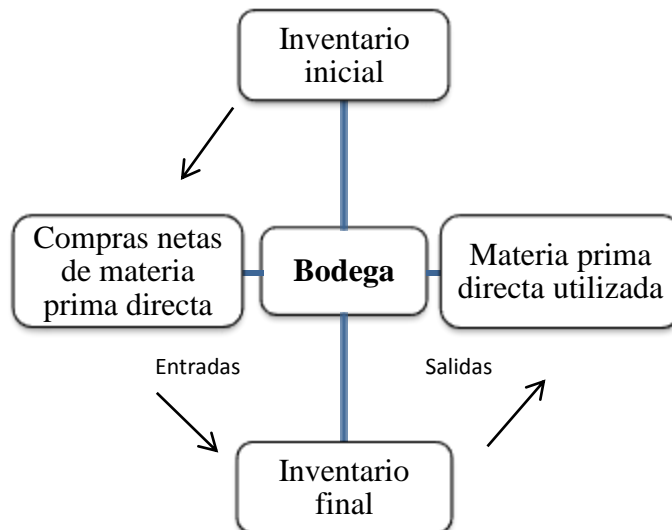 Inventario
inicial
Compras netas
de materia
prima directa
Bodega
Materia prima
directa utilizada
Entradas
Salidas
Inventario
final